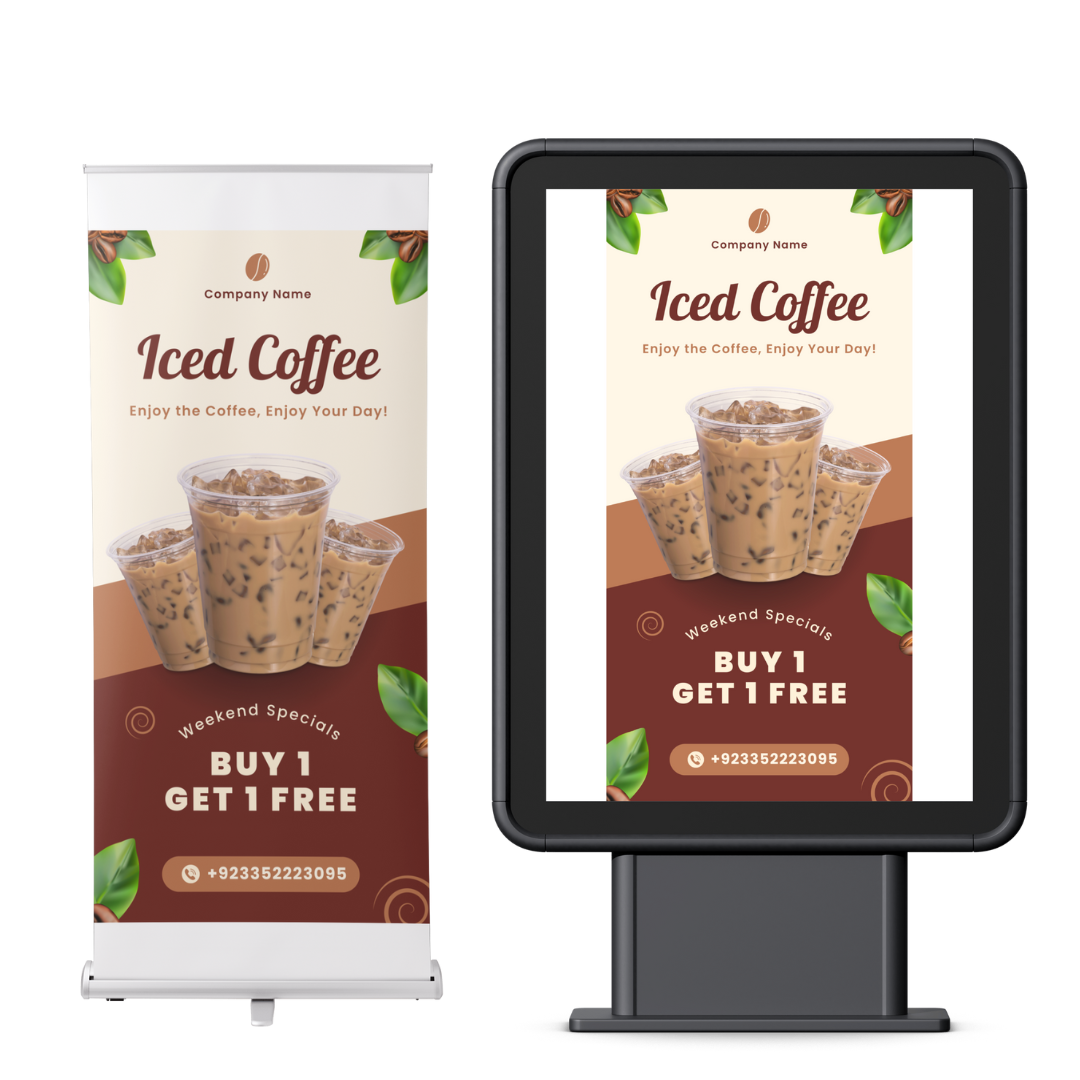 Company Name
Iced Coffee
Enjoy the Coffee, Enjoy Your Day!
Weekend Specials
BUY 1
GET 1 FREE
+923352223095
Company Name
Iced Coffee
Enjoy the Coffee, Enjoy Your Day!
Weekend Specials
BUY 1
GET 1 FREE
+923352223095